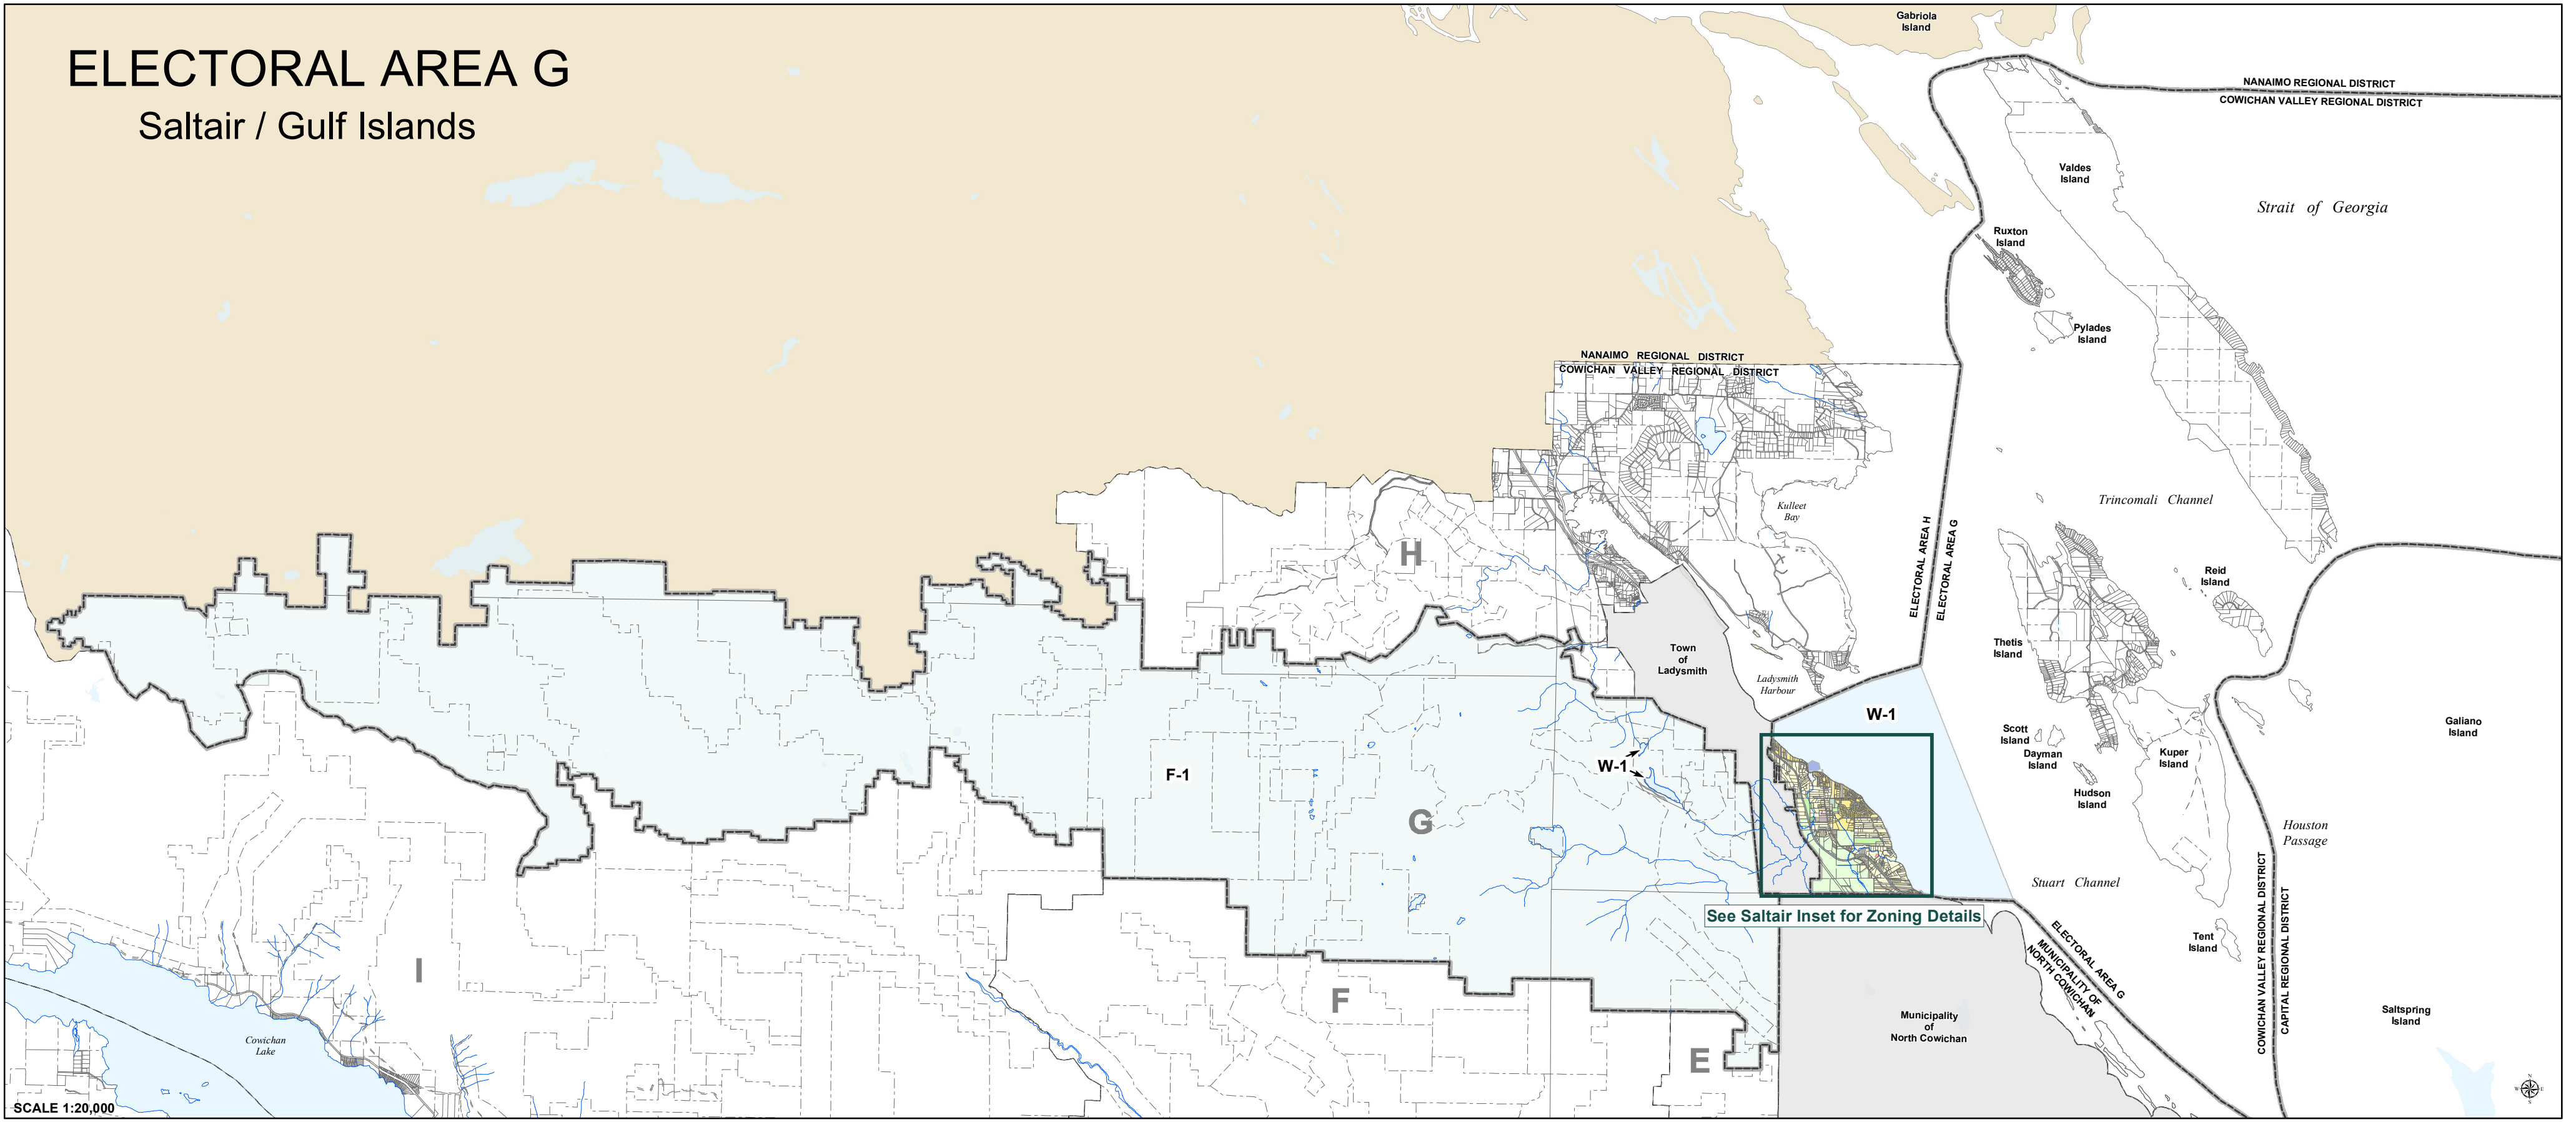 ELECTORAL AREA G
Saltair / Gulf Islands
Gabriola
Island
NANAIMO REGIONAL DISTRICT
COWICHAN VALLEY REGIONAL DISTRICT
Valdes
Island
Strait of Georgia
Ruxton
Island
Pylades
Island
NANAIMO REGIONAL DISTRICT
COWICHAN VALLEY REGIONAL DISTRICT
Trincomali Channel
Kulleet
Bay
ELECTORAL AREA H
ELECTORAL AREA G
H
Reid
Island
Thetis
Island
Town
of
Ladysmith
Ladysmith
Harbour
W-1
Scott
Island
Dayman
Island
Kuper
Island
Galiano
Island
Hudson
Island
F-1
W-1
G
Houston
Passage
Stuart Channel
See Saltair Inset for Zoning Details
ELECTORAL AREA G
MUNICIPALITY OF
NORTH COWICHAN
Tent
Island
COWICHAN VALLEY REGIONAL DISTRICT
CAPITAL REGIONAL DISTRICT
I
F
E
Municipality
of
North Cowichan
Saltspring
Island
Cowichan
Lake
SCALE 1:20,000
N
W
E
S